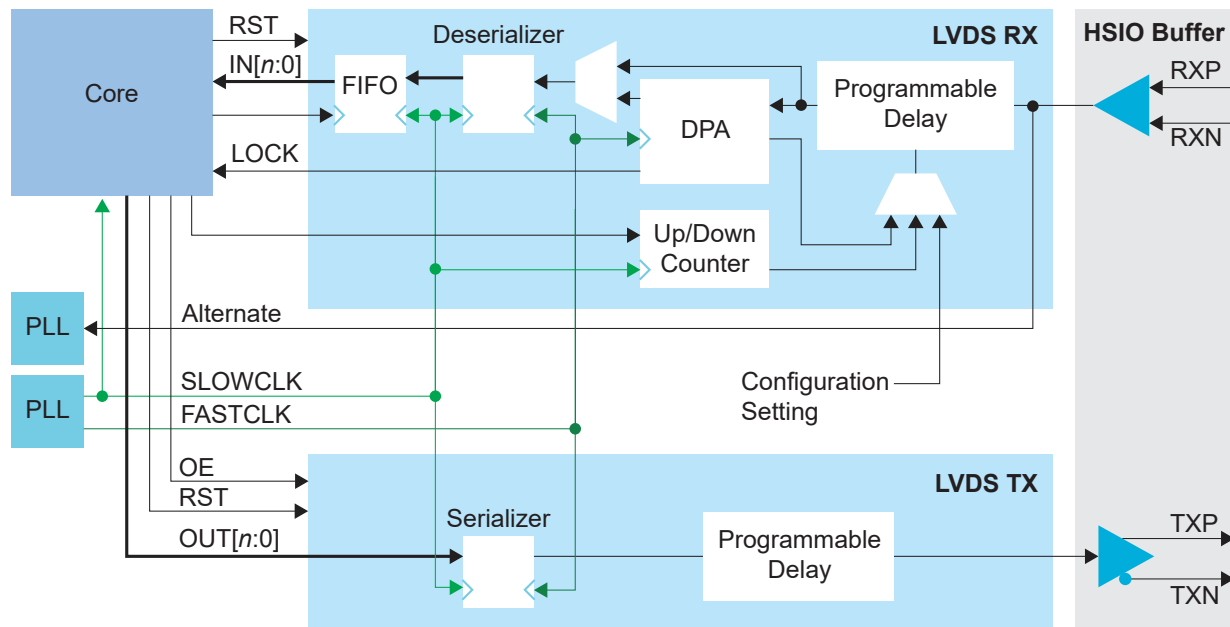 Core
RST
IN[n:0]
FIFO
Deserializer
LVDS RX
HSIO Buffer
DPA
Programmable
Delay
RXP
RXN
LOCK
Up/Down
Counter
PLL
Alternate
PLL
SLOWCLK
FASTCLK
Configuration
Setting
OE
RST
OUT[n:0]
Serializer
LVDS TX
Programmable
Delay
TXP
TXN